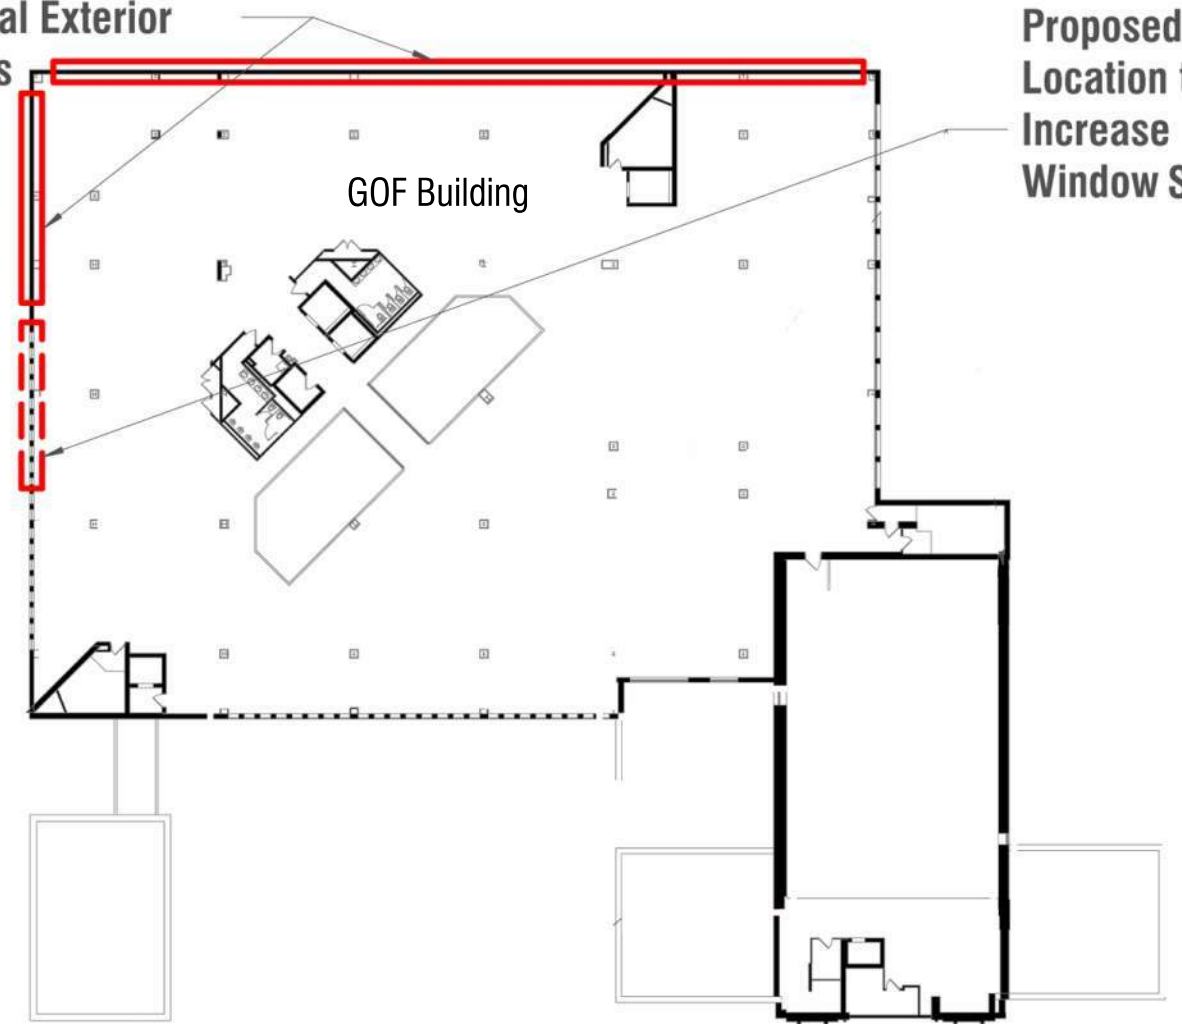 al Exterior
s
Proposed
Location t
Increase
Window S
GOF Building